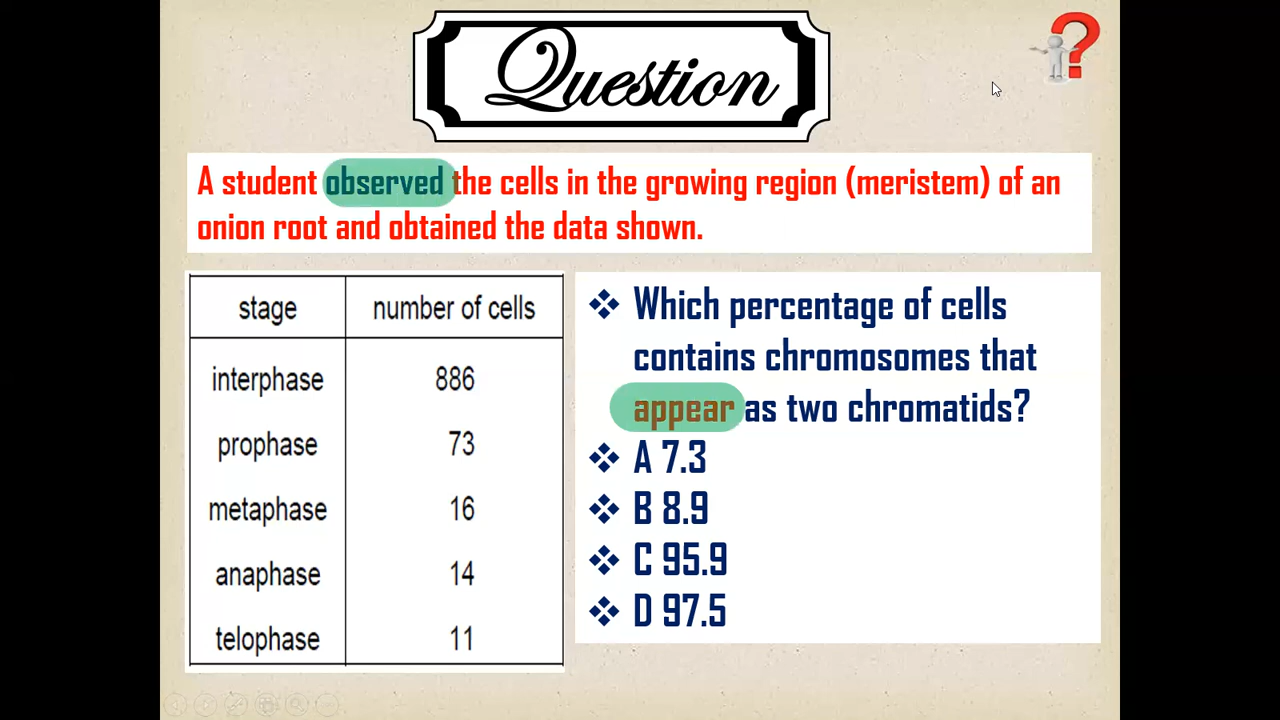 Question
A student observed the cells in the growing region (meristem) of an
onion root and obtained the data shown.
stage number of cells
interphase 886
prophase 73
metaphase 16
anaphase 14
telophase 11
❖ Which percentage of cells
contains chromosomes that
appear as two chromatids?
❖ A 7.3
❖ B 8.9
❖ C 95.9
❖ D 97.5